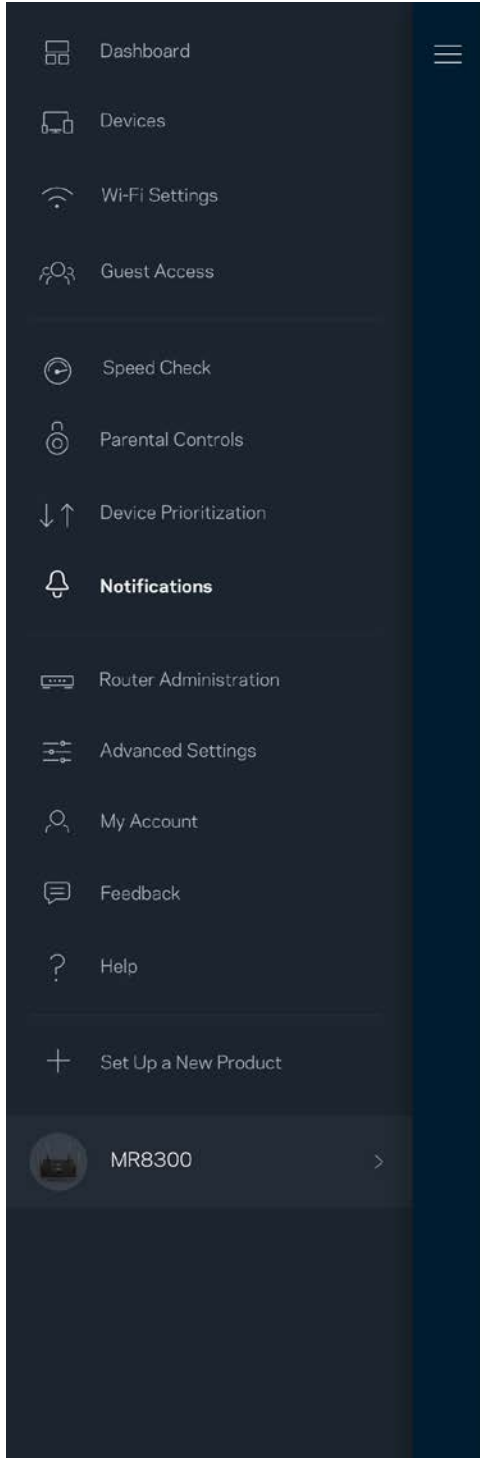 Dashboard
Devices
Wi-Fi Settings
Guest Access
Speed Check
Parental Controls
Device Prioritization
Notifications
Router Administration
Advanced Settings
My Account
Feedback
Help
Set Up a New Product
MR8300